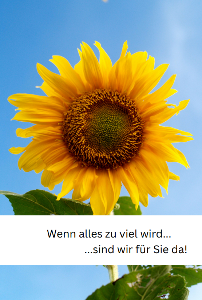 Wenn alles zu viel wird...
...sind wir für Sie da!